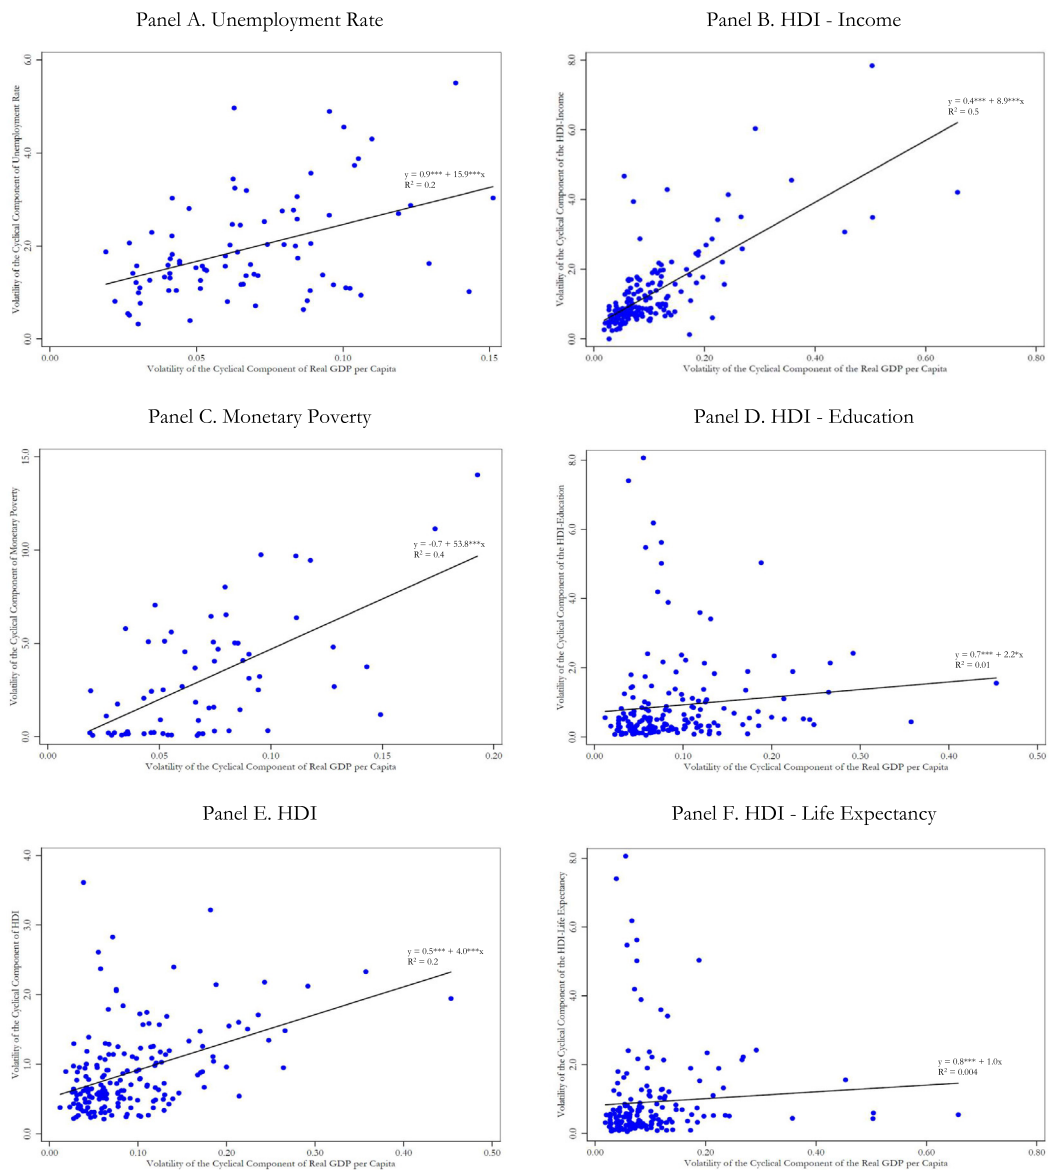 Panel A. Unemployment Rate
Volatility of the Cyclical Component of Unemployment Rate
6.0
4.0
2.0
0.0
y = 0.9*** + 15.9***x
R² = 0.2
0.00 0.05 0.10 0.15
Volatility of the Cyclical Component of Real GDP per Capita
Panel B. HDI - Income
Volatility of the Cyclical Component of the HDI-Income
8.0
6.0
4.0
2.0
0.0
y = 0.4*** + 8.9***x
R² = 0.5
0.00 0.20 0.40 0.60 0.80
Volatility of the Cyclical Component of the Real GDP per Capita
Panel C. Monetary Poverty
Volatility of the Cyclical Component of Monetary Poverty
15.0
10.0
5.0
0.0
y = -0.7 + 53.8***x
R² = 0.4
0.00 0.05 0.10 0.15 0.20
Volatility of the Cyclical Component of Real GDP per Capita
Panel D. HDI - Education
Volatility of the Cyclical Component of the HDI-Education
8.0
6.0
4.0
2.0
0.0
y = 0.7*** + 2.2*x
R² = 0.01
0.00 0.10 0.20 0.30 0.40 0.50
Volatility of the Cyclical Component of the Real GDP per Capita
Panel E. HDI
Volatility of the Cyclical Component of HDI
4.0
3.0
2.0
1.0
0.0
y = 0.5*** + 4.0***x
R² = 0.2
0.00 0.10 0.20 0.30 0.40 0.50
Volatility of the Cyclical Component of Real GDP per Capita
Panel F. HDI - Life Expectancy
Volatility of the Cyclical Component of the HDI-Life Expectancy
8.0
6.0
4.0
2.0
0.0
y = 0.8*** + 1.0x
R² = 0.004
0.00 0.20 0.40 0.60 0.80
Volatility of the Cyclical Component of the Real GDP per Capita